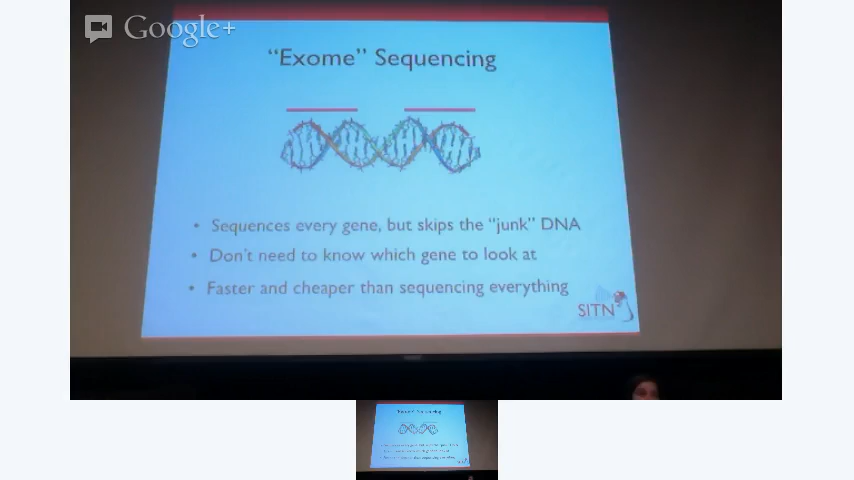 Google+
“Exome” Sequencing
• Sequences every gene, but skips the “junk” DNA
• Don't need to know which gene to look at
• Faster and cheaper than sequencing everything
SITN